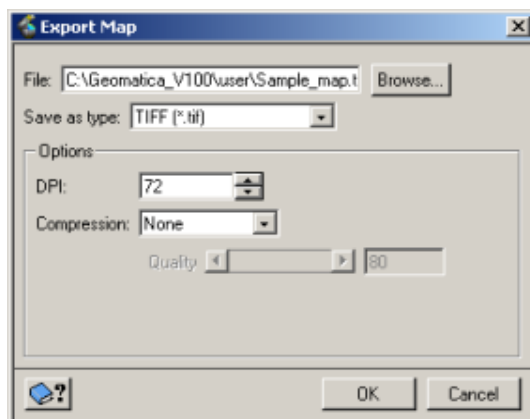 Export Map
File: C:\Geomatica_V100\user\Sample_map.t Browse...
Save as type: TIFF (*.tif)
Options
DPI: 72
Compression: None
Quality 80
? OK Cancel